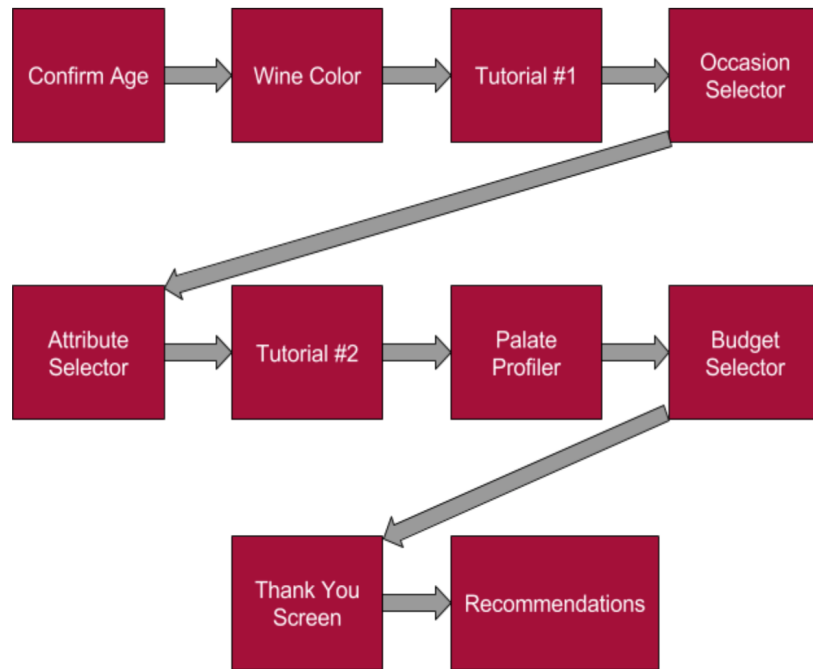 Confirm Age
Wine Color
Tutorial #1
Occasion
Selector
Attribute
Selector
Tutorial #2
Palate
Profiler
Budget
Selector
Thank You
Screen
Recommendations